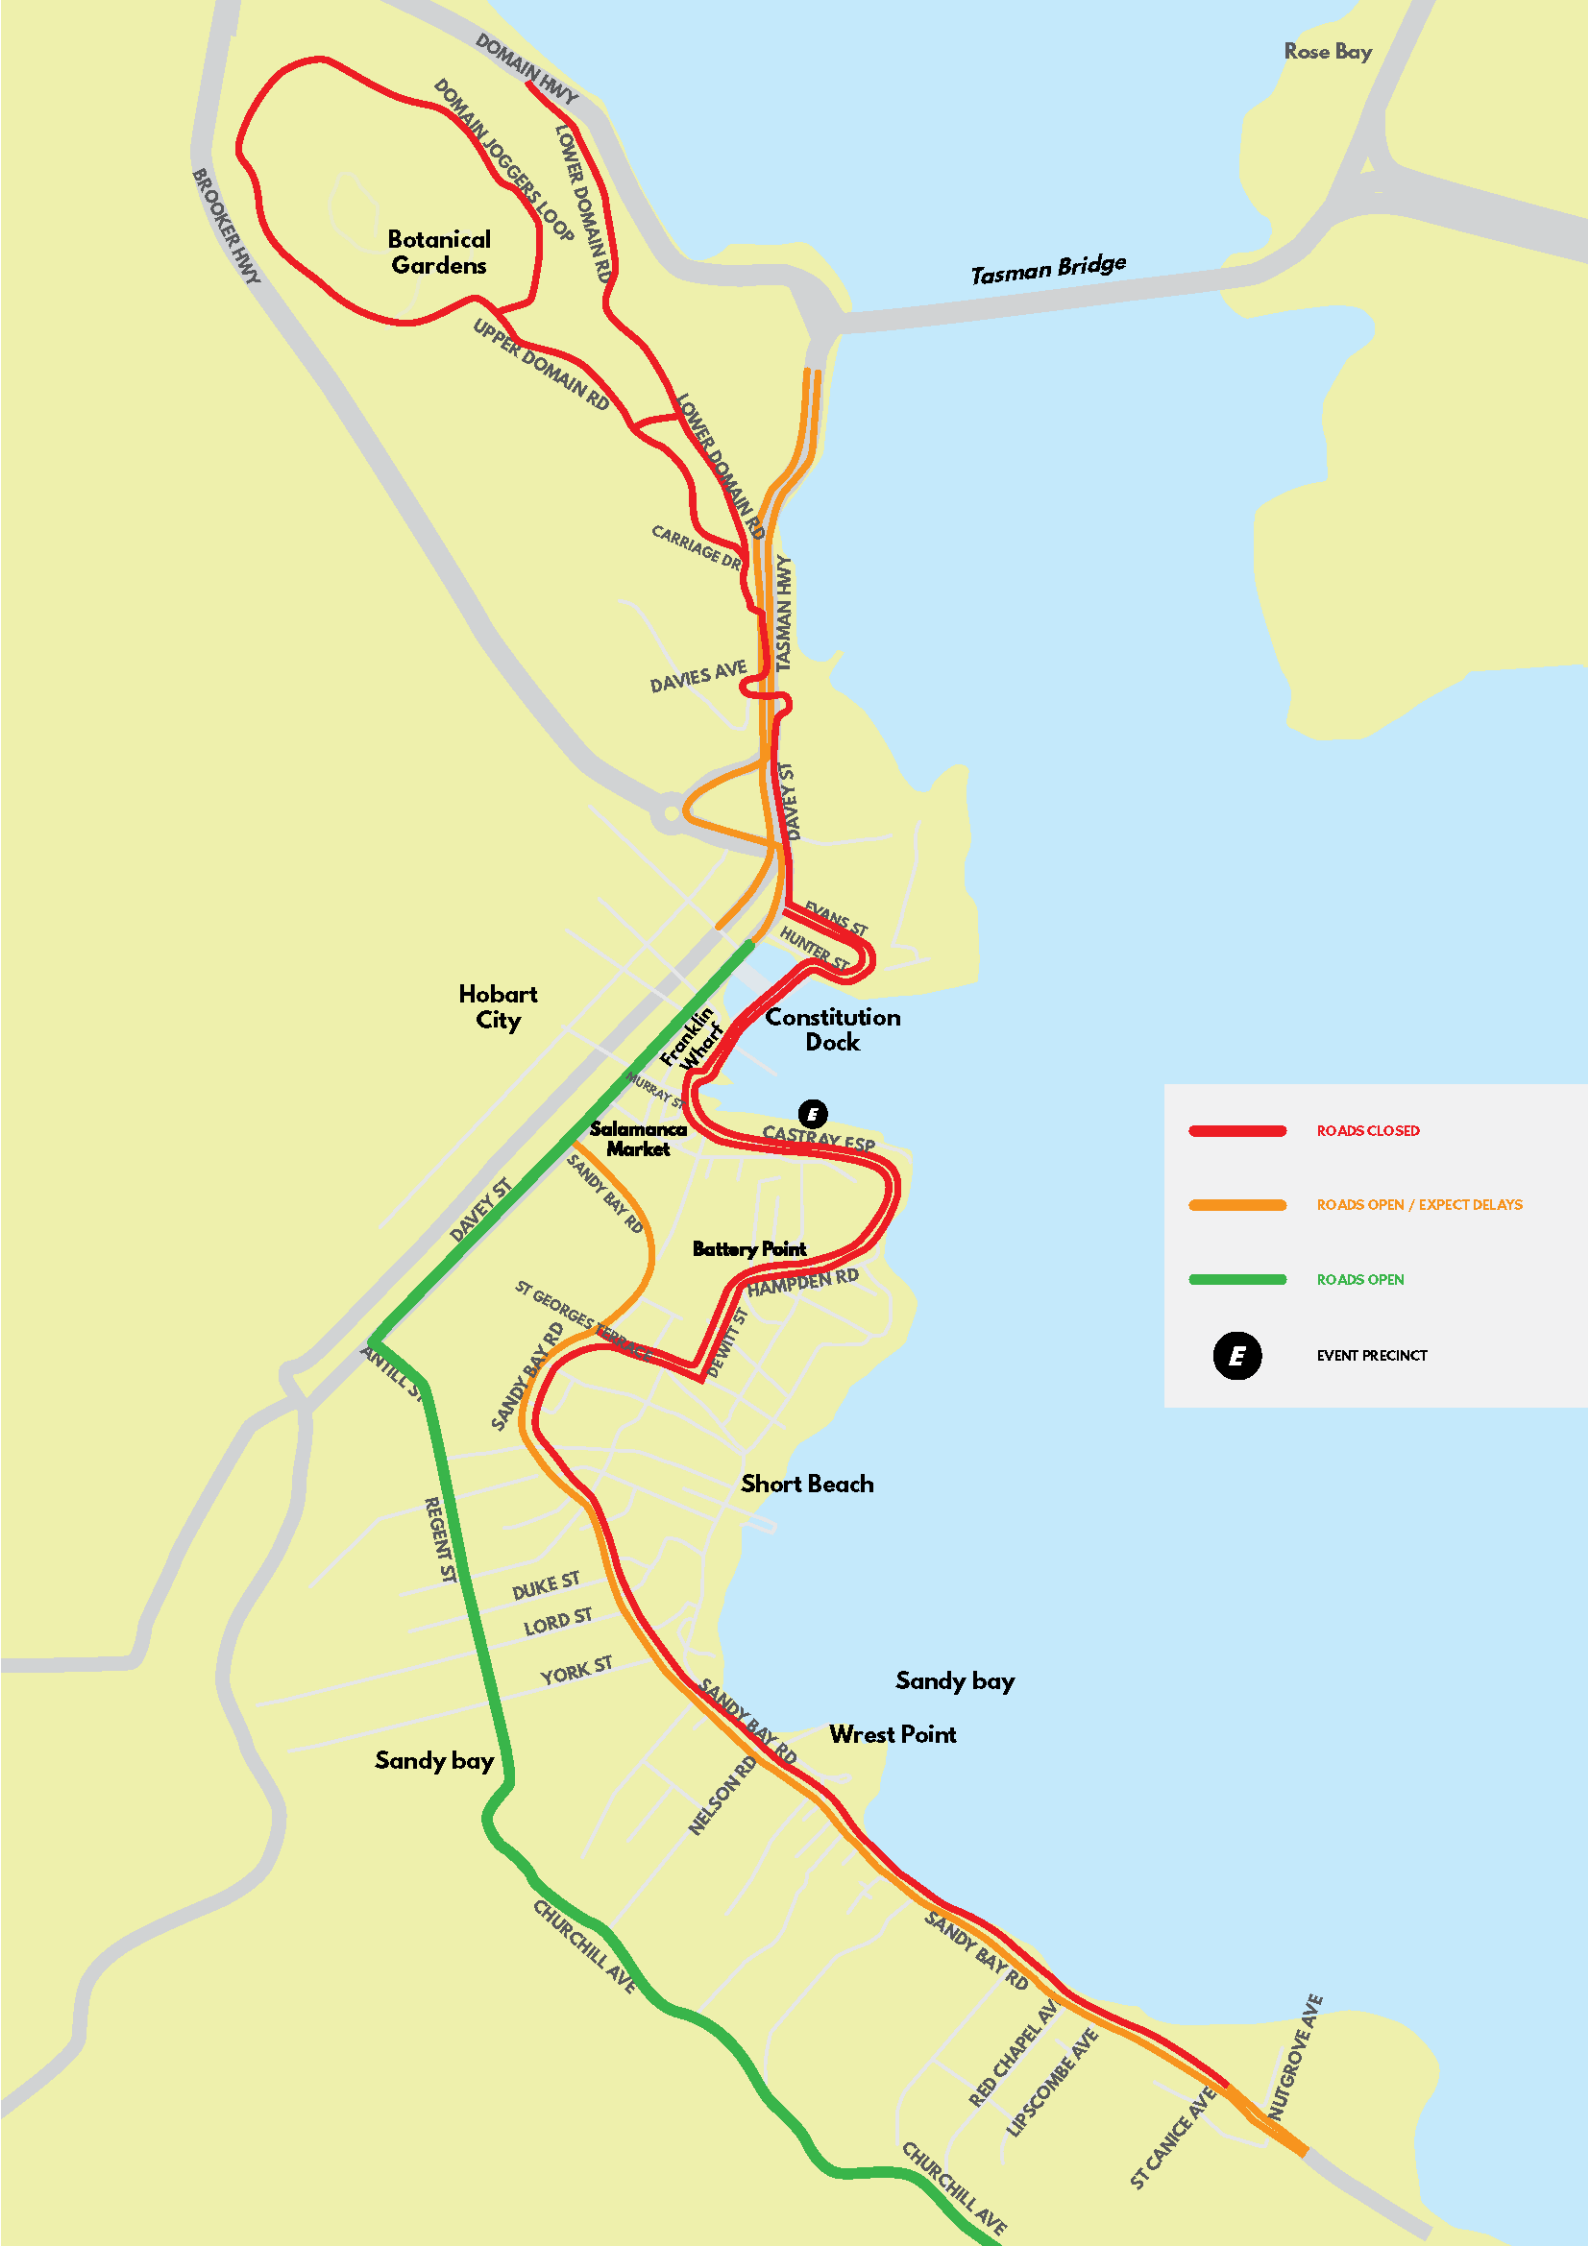 DOMAIN HWY
Rose Bay
DOMAIN JOGGERS LOOP
LOWER DOMAIN RD
BROOKER HWY
Botanical
Gardens
Tasman Bridge
UPPER DOMAIN RD
LOWER DOMAIN RD
CARRIAGE DR
TASMAN HWY
DAVIES AVE
DAVEY ST
EVANS ST
HUNTER ST
Hobart
City
Constitution
Dock
Franklin
Wharf
MURRAY ST
E
CASTRAY ESP
Salamanca
Market
SANDY BAY RD
DAVEY ST
Battery Point
HAMPDEN RD
ST GEORGES TERRACE
DEWITT ST
SANDY BAY RD
ANTILL ST
ROADS CLOSED
ROADS OPEN / EXPECT DELAYS
ROADS OPEN
E EVENT PRECINCT
Short Beach
REGENT ST
DUKE ST
LORD ST
YORK ST
Sandy bay
SANDY BAY RD
Wrest Point
Sandy bay
NELSON RD
CHURCHILL AVE
SANDY BAY RD
RED CHAPEL AV
LIPSCOMBE AVE
NUTGROVE AVE
ST CANICE AVE
CHURCHILL AVE